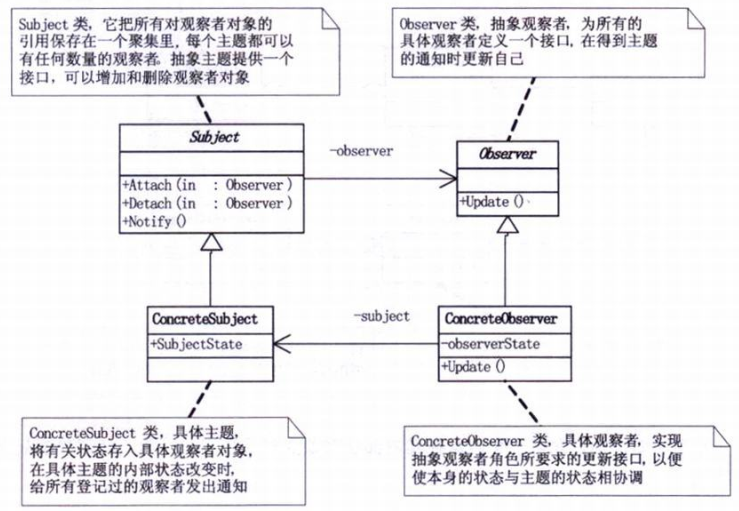 Subject 类, 它把所有对观察者对象的
引用保存在一个聚集里, 每个主题都可以
有任何数量的观察者. 抽象主题提供一个
接口, 可以增加和删除观察者对象
Observer 类, 抽象观察者, 为所有的
具体观察者定义一个接口, 在得到主题
的通知时更新自己
Subject
+Attach(in : Observer)
+Detach(in : Observer)
+Notify()
-observer
Observer
+Update()
ConcreteSubject
+SubjectState
-subject
ConcreteObserver
-observerState
+Update()
ConcreteSubject 类, 具体主题,
将有关状态存入具体观察者对象,
在具体主题的内部状态改变时,
给所有登记过的观察者发出通知
ConcreteObserver 类, 具体观察者, 实现
抽象观察者角色所要求的更新接口, 以便
使本身的状态与主题的状态相协调